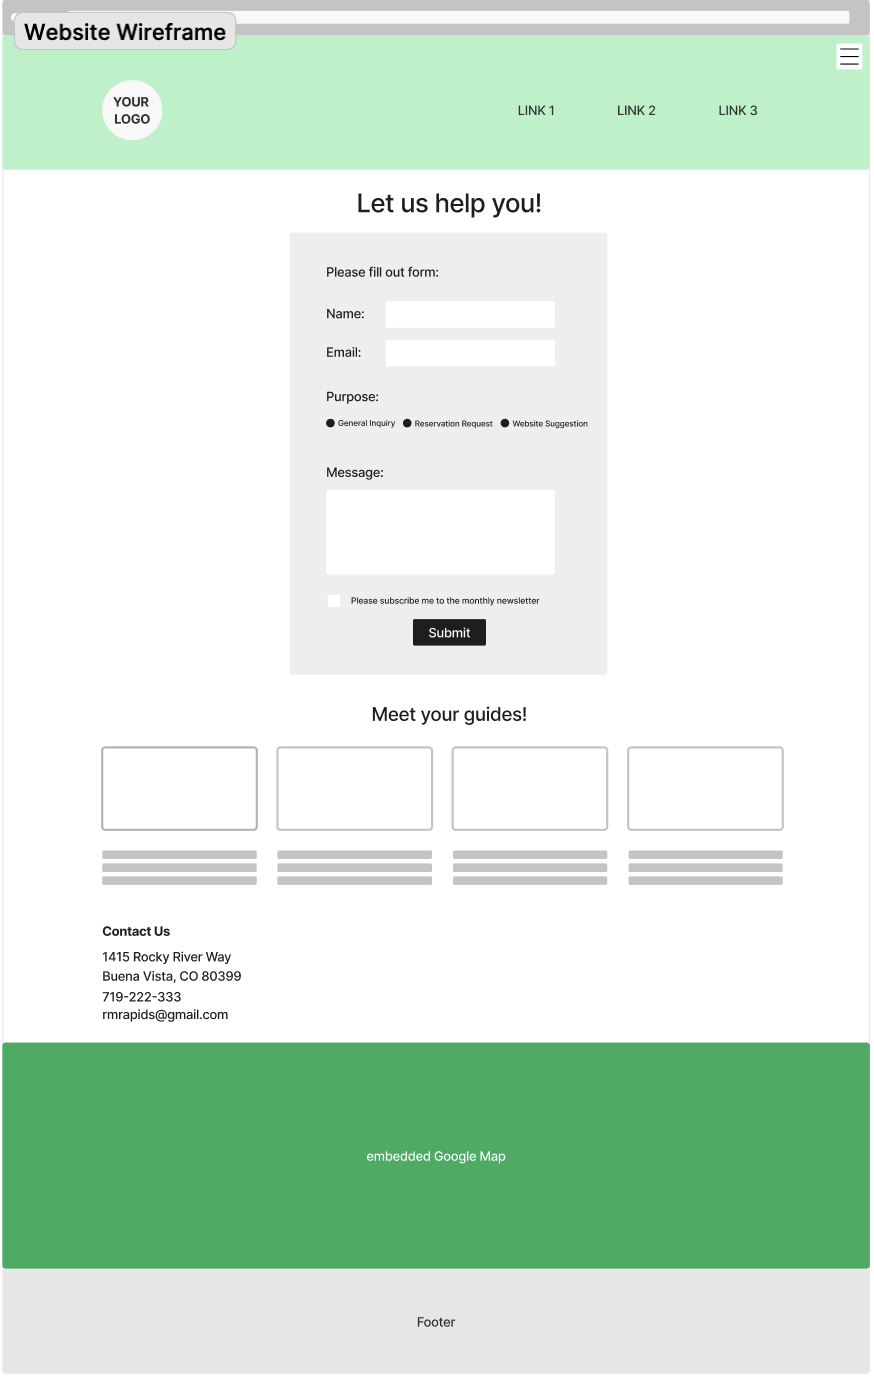 Website Wireframe
YOUR
LOGO
LINK 1 LINK 2 LINK 3
Let us help you!
Please fill out form:
Name:
Email:
Purpose:
General Inquiry Reservation Request Website Suggestion
Message:
Please subscribe me to the monthly newsletter
Submit
Meet your guides!
Contact Us
1415 Rocky River Way
Buena Vista, CO 80399
719-222-333
rmrapids@gmail.com
embedded Google Map
Footer